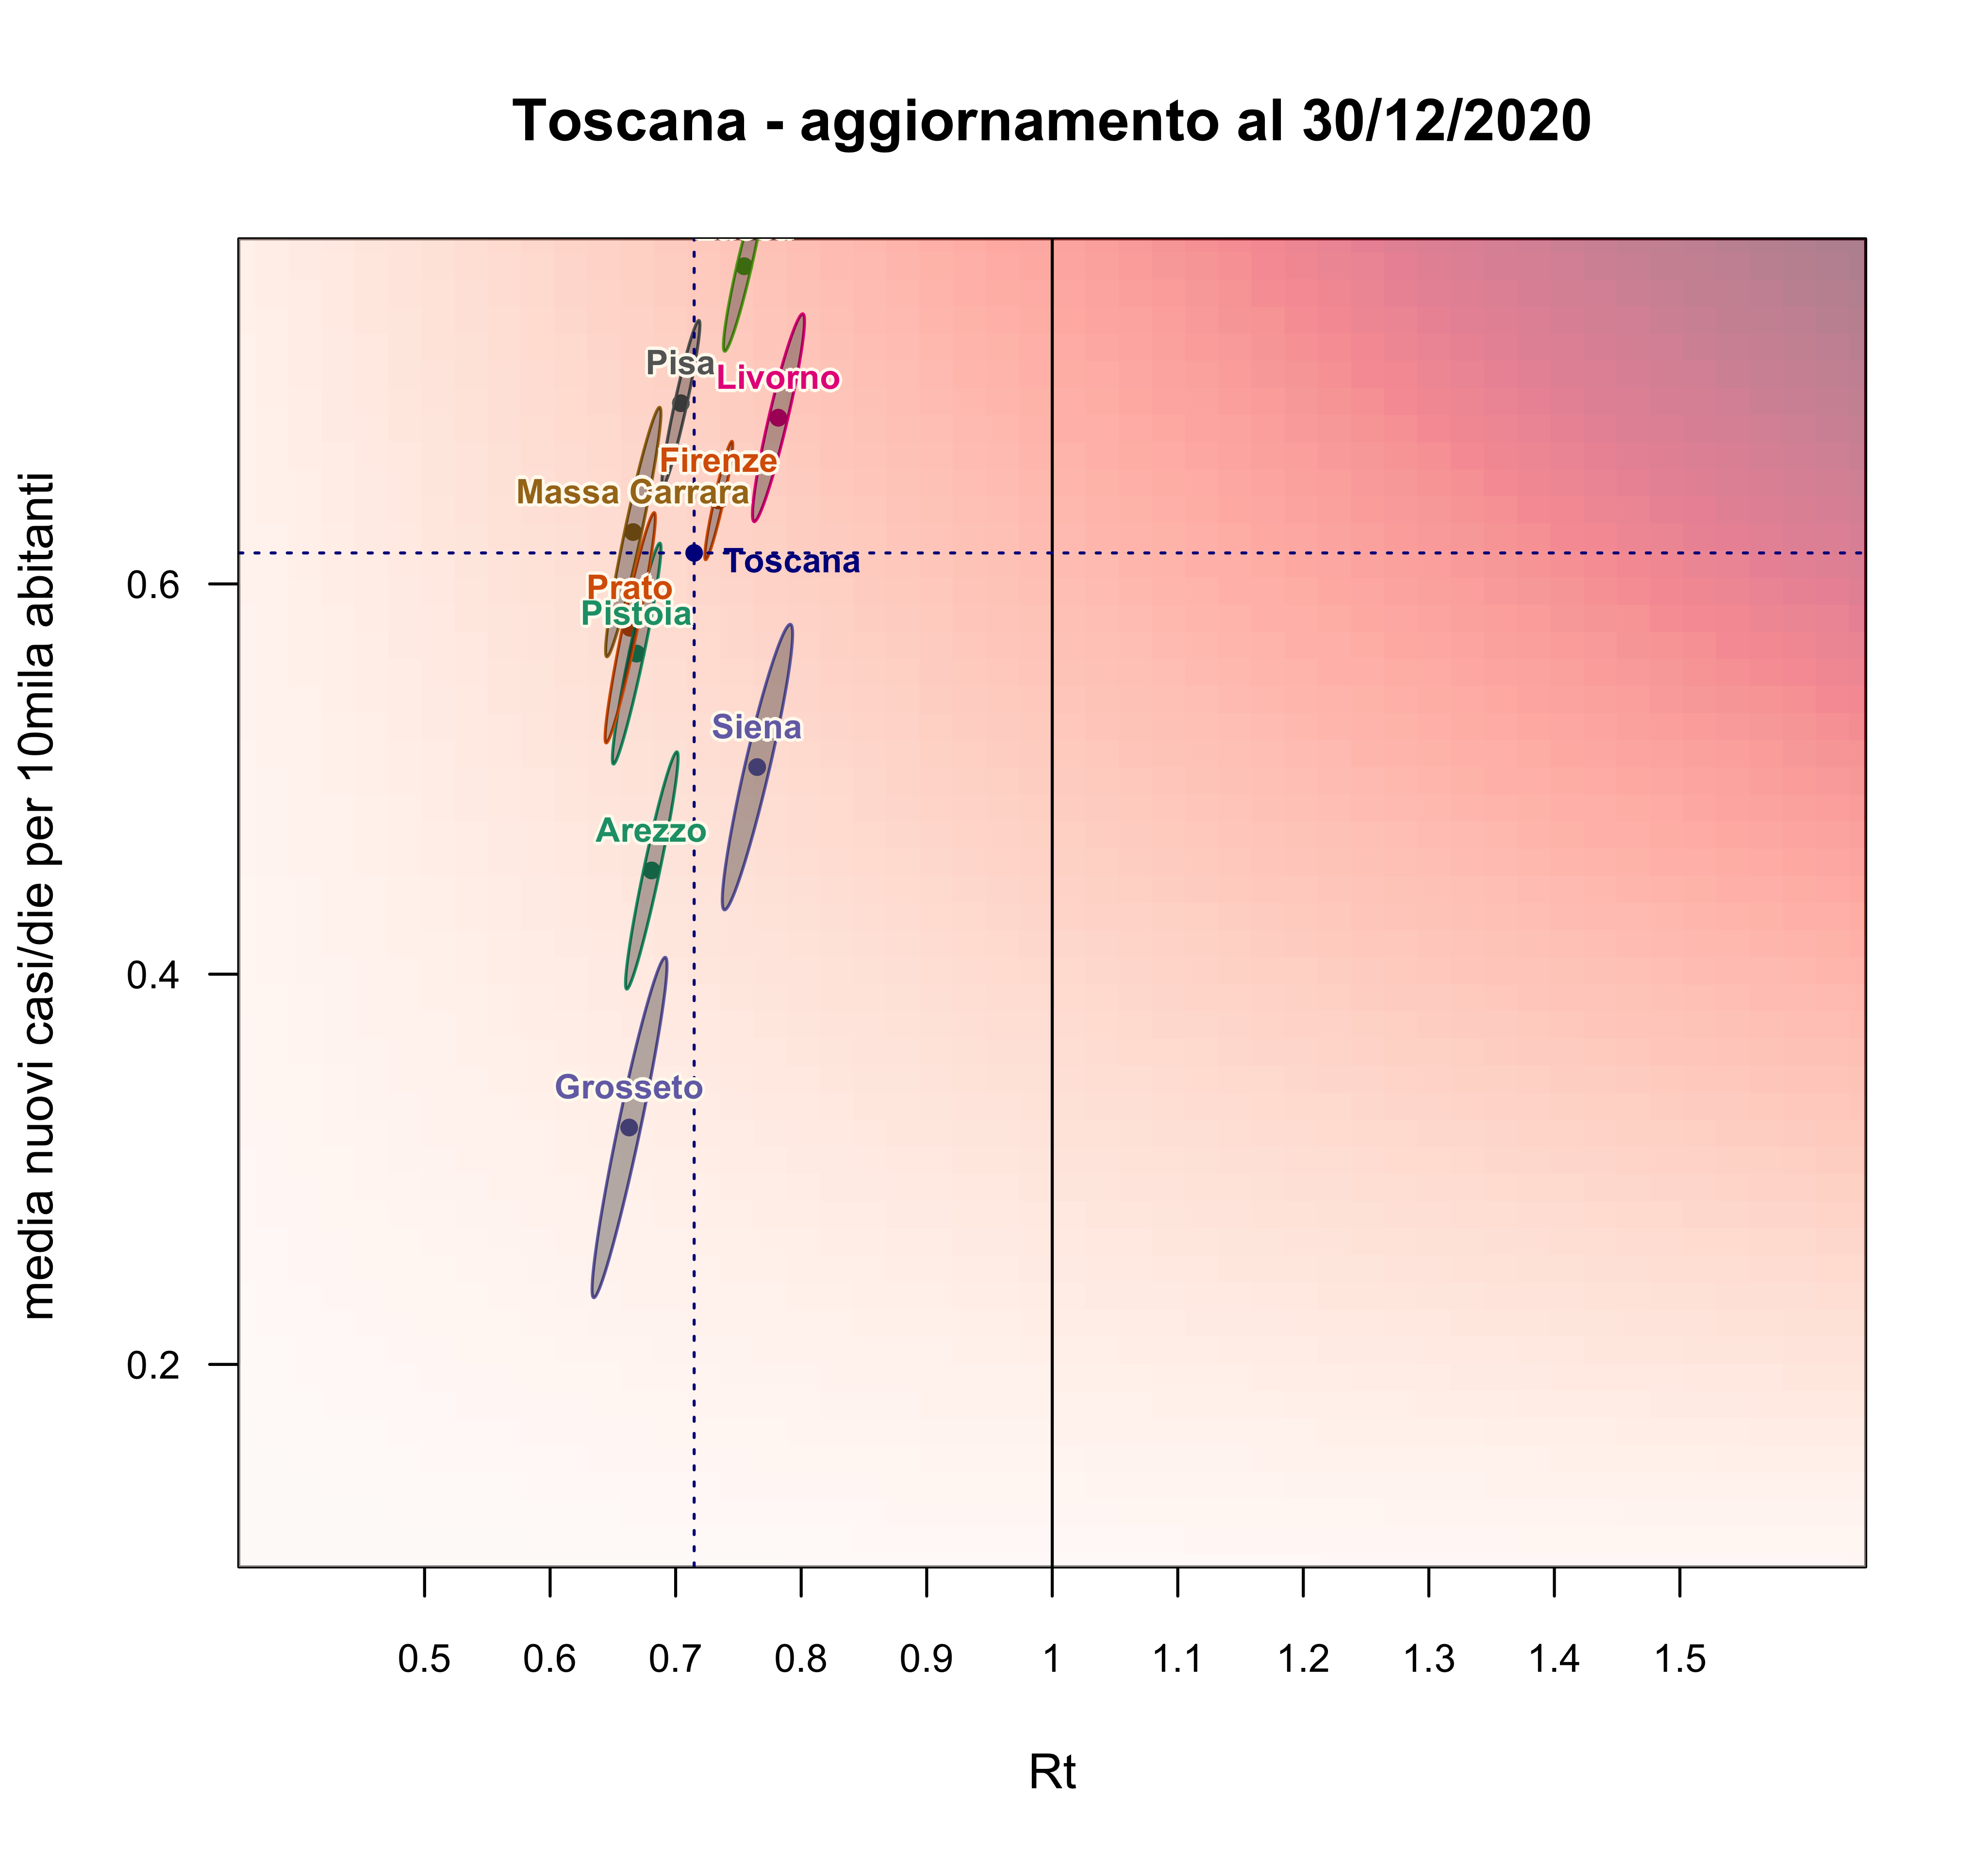 Toscana - aggiornamento al 30/12/2020
Pisa
Livorno
Firenze
Massa Carrara
Toscana
Prato
Pistoia
Siena
Arezzo
Grosseto
media nuovi casi/die per 10mila abitanti
0.6
0.4
0.2
0.5 0.6 0.7 0.8 0.9 1 1.1 1.2 1.3 1.4 1.5
Rt